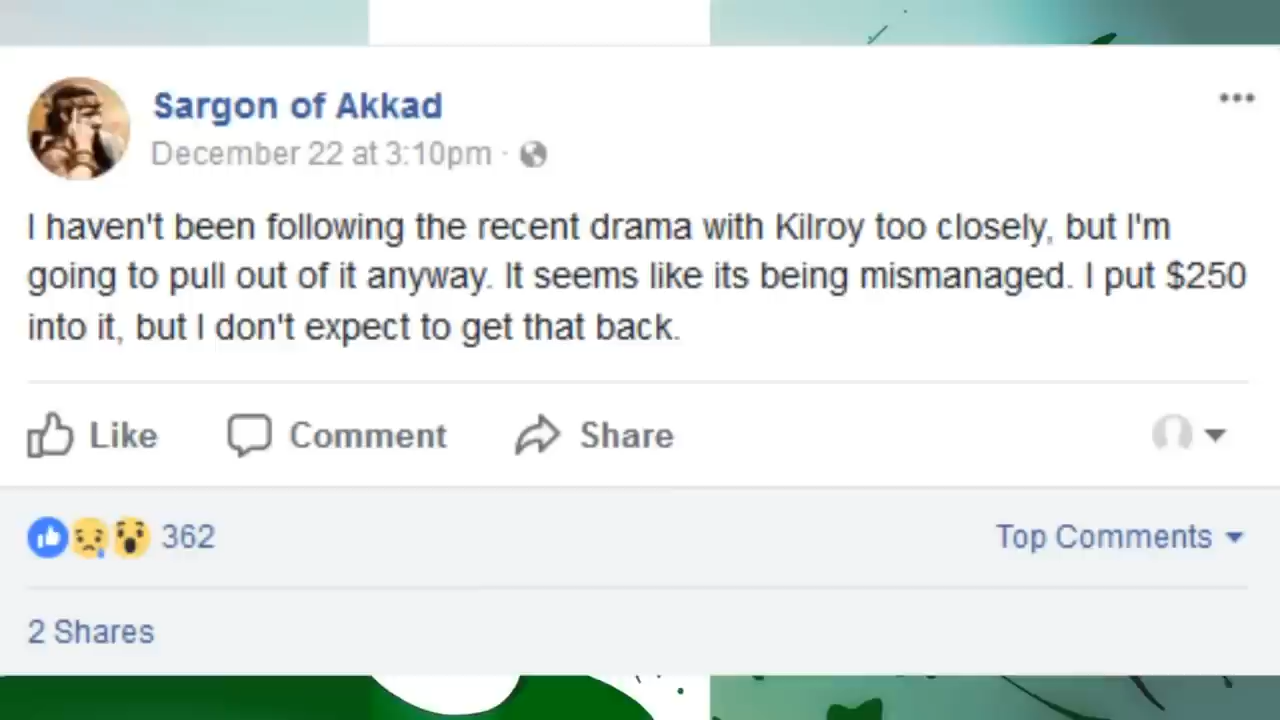 Sargon of Akkad
December 22 at 3:10pm ·
I haven't been following the recent drama with Kilroy too closely, but I'm
going to pull out of it anyway. It seems like its being mismanaged. I put $250
into it, but I don't expect to get that back.
Like Comment Share
362 Top Comments
2 Shares